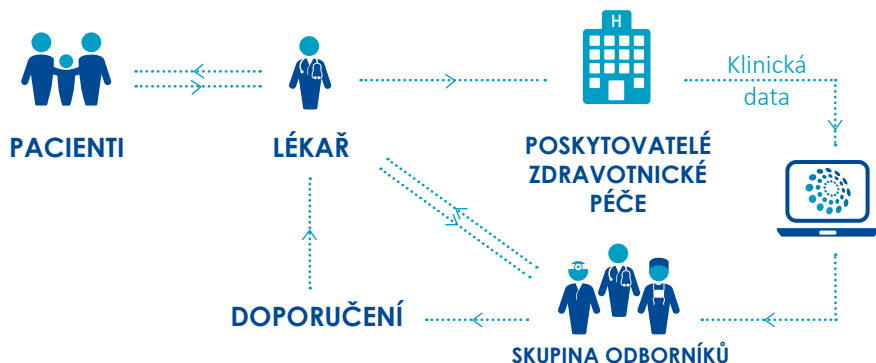 H
Klinická
data
PACIENTI
LÉKAŘ
POSKYTOVATELÉ
ZDRAVOTNICKÉ
PÉČE
DOPORUČENÍ
SKUPINA ODBORNÍKŮ